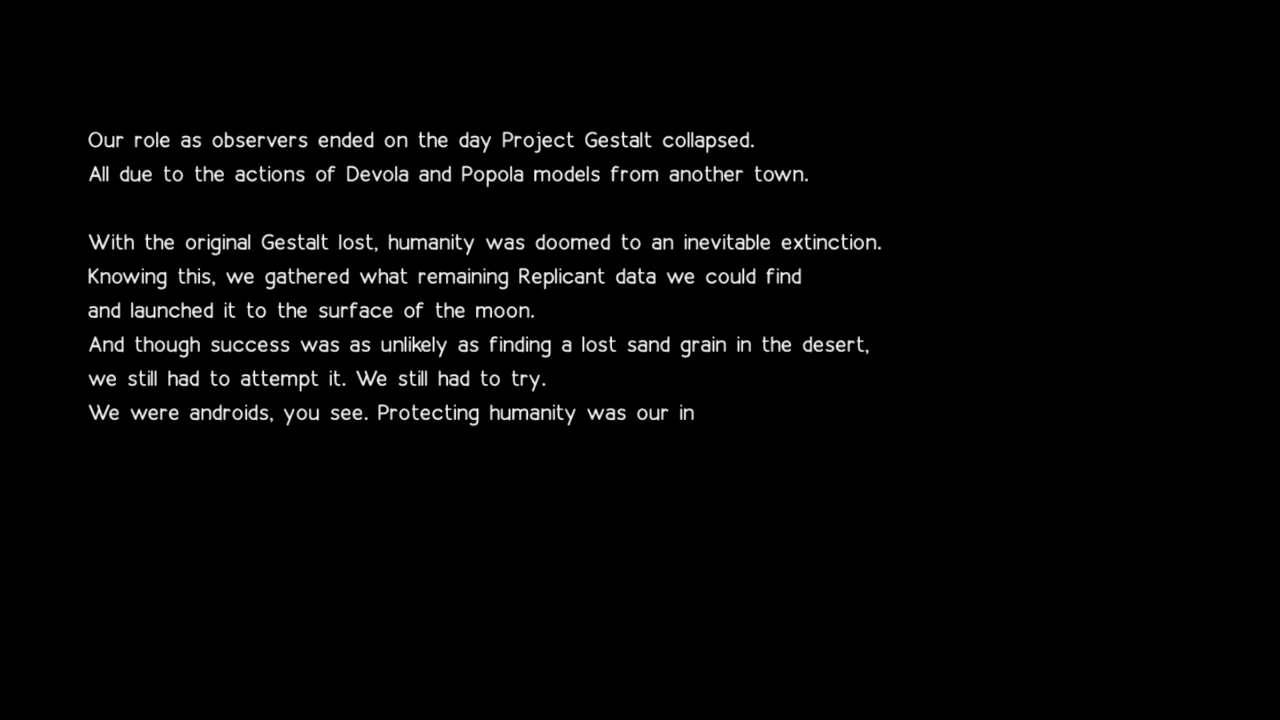 Our role as observers ended on the day Project Gestalt collapsed.
All due to the actions of Devola and Popola models from another town.
With the original Gestalt lost, humanity was doomed to an inevitable extinction.
Knowing this, we gathered what remaining Replicant data we could find
and launched it to the surface of the moon.
And though success was as unlikely as finding a lost sand grain in the desert,
we still had to attempt it. We still had to try.
We were androids, you see. Protecting humanity was our in